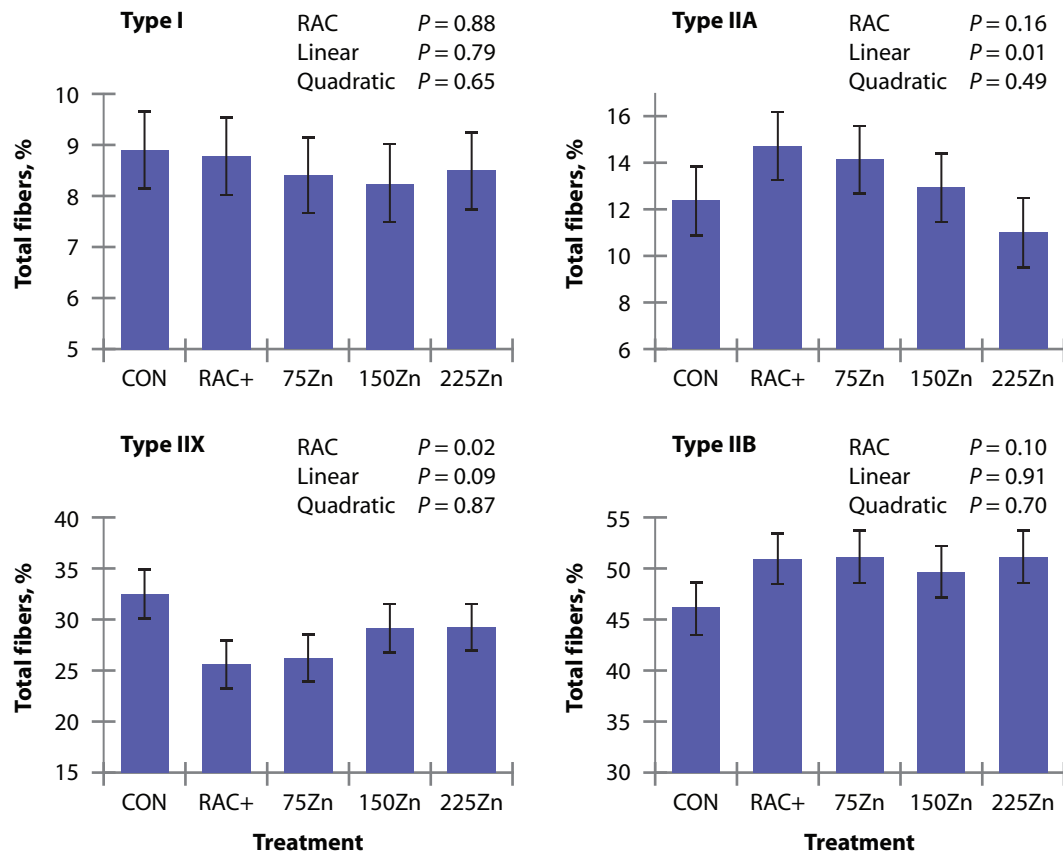 Type I
RAC P = 0.88
Linear P = 0.79
Quadratic P = 0.65
Total fibers, %
10
9
8
7
6
5
CON RAC+ 75Zn 150Zn 225Zn
Type IIA
RAC P = 0.16
Linear P = 0.01
Quadratic P = 0.49
Total fibers, %
16
14
12
10
8
6
CON RAC+ 75Zn 150Zn 225Zn
Type IIX
RAC P = 0.02
Linear P = 0.09
Quadratic P = 0.87
Total fibers, %
40
35
30
25
20
15
CON RAC+ 75Zn 150Zn 225Zn
Treatment
Type IIB
RAC P = 0.10
Linear P = 0.91
Quadratic P = 0.70
Total fibers, %
55
50
45
40
35
30
CON RAC+ 75Zn 150Zn 225Zn
Treatment